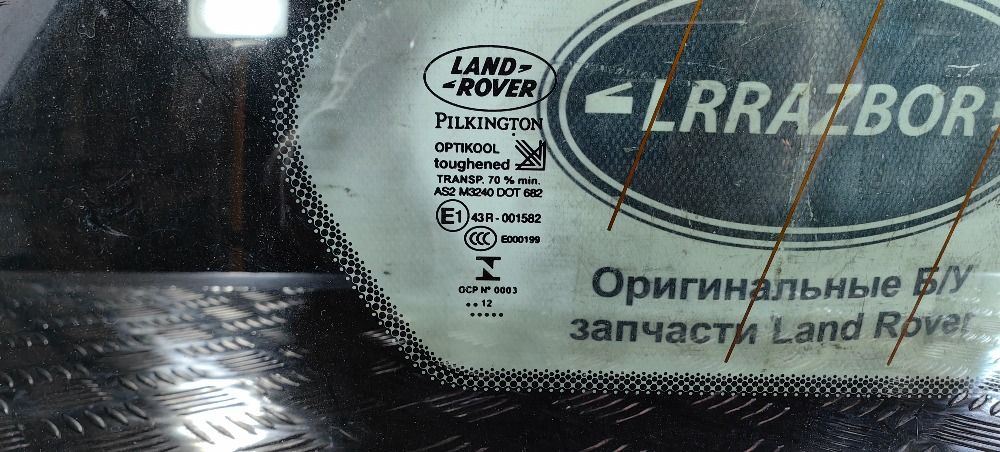 LAND
ROVER
PILKINGTON
OPTIKOOL
toughened
TRANSP. 70 % min.
AS2 M3240 DOT 682
E1 43R - 001582
CCC E000199
OCP Nº 0003
.. 12
.....
LRRAZBOR
Оригинальные Б/У
запчасти Land Rover